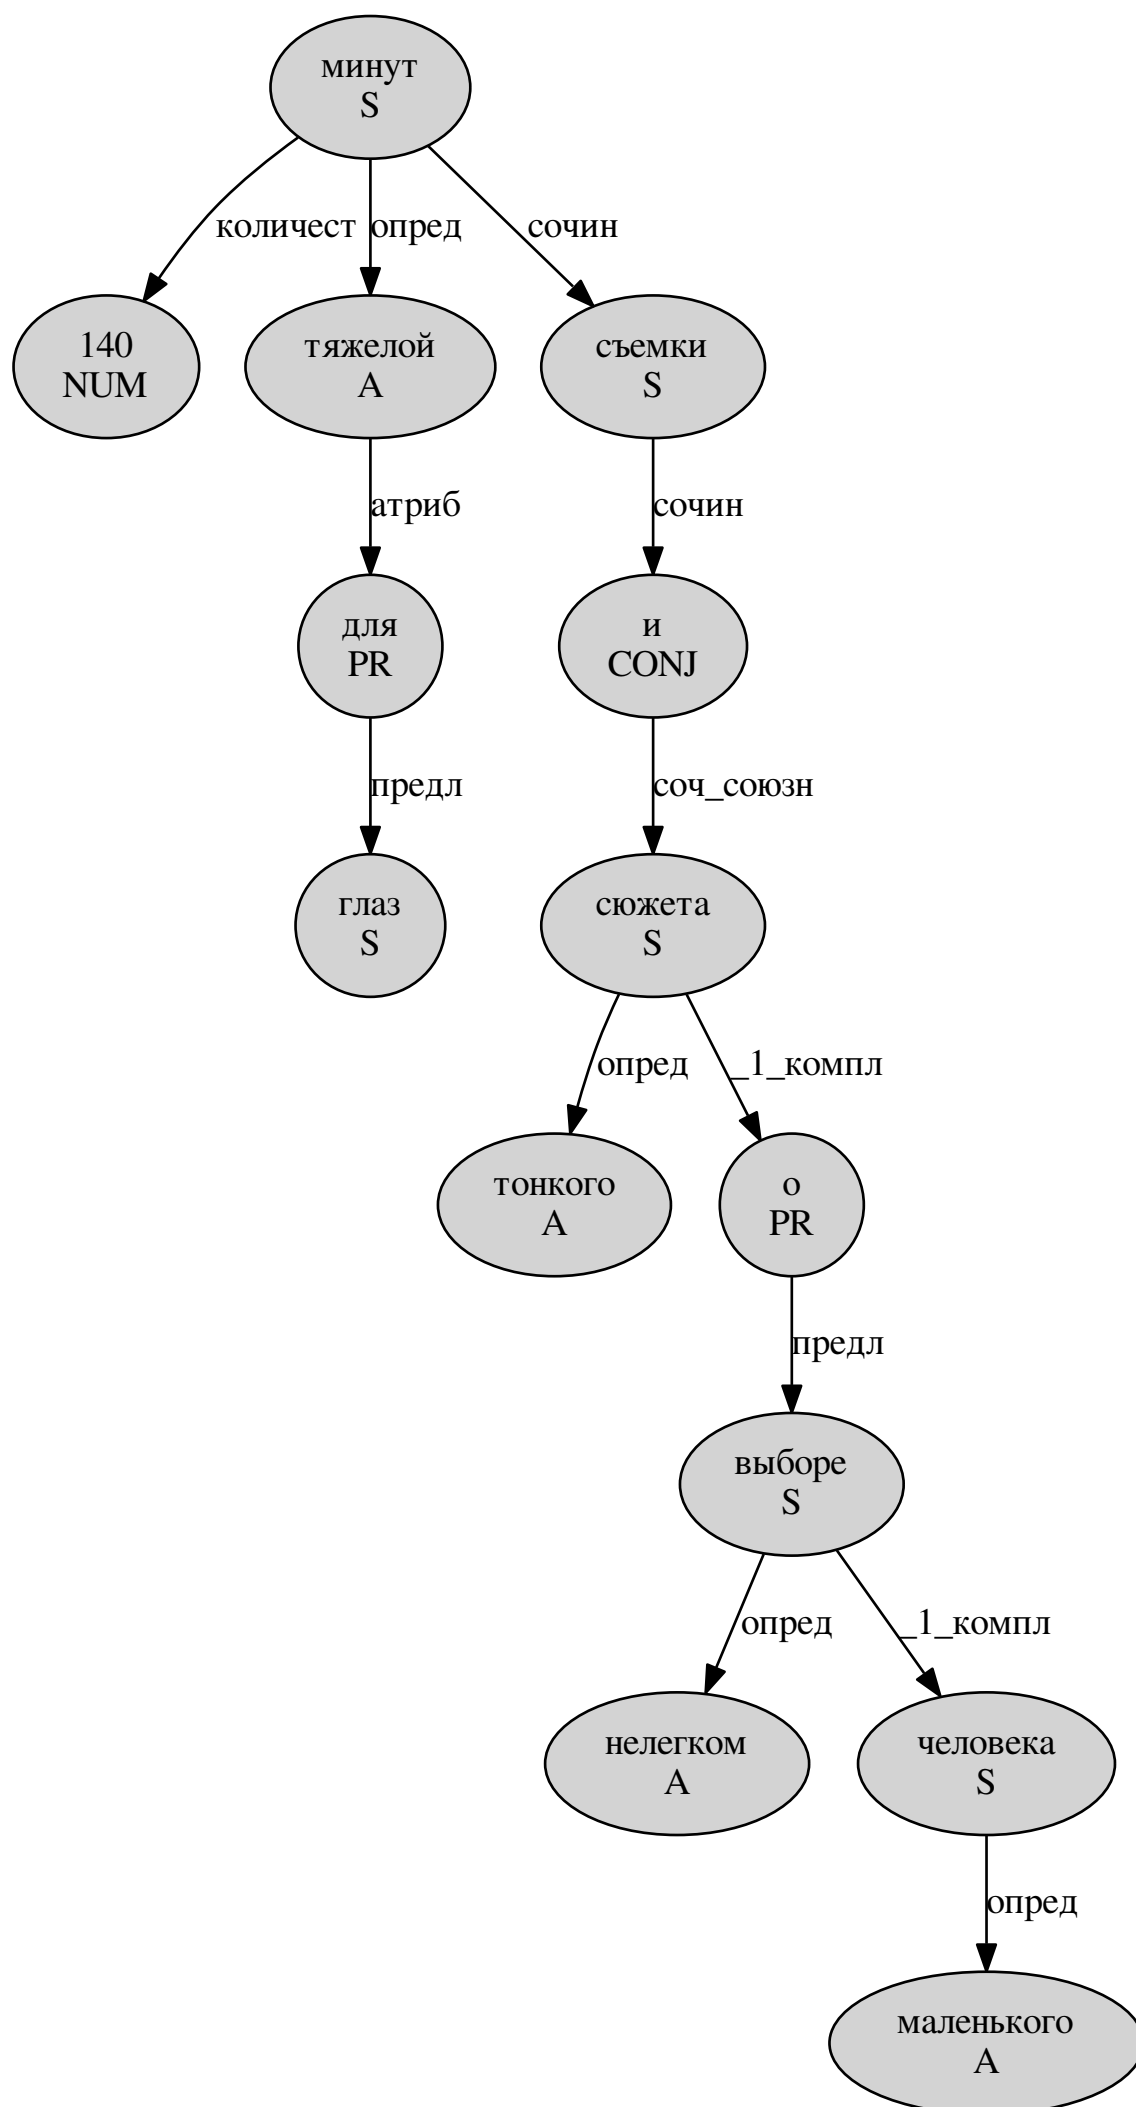 минут
S
количест
опред
сочин
140
NUM
тяжелой
A
съемки
S
атриб
сочин
для
PR
и
CONJ
предл
соч_союзн
глаз
S
сюжета
S
опред
_1_компл
тонкого
A
о
PR
предл
выборе
S
опред
_1_компл
нелегком
A
человека
S
опред
маленького
A